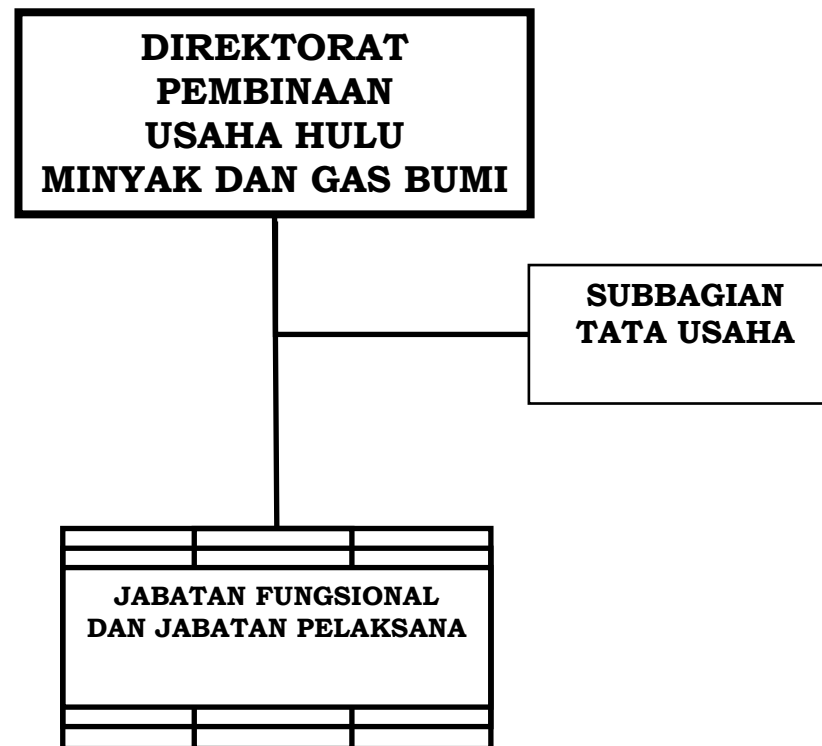 DIREKTORAT
PEMBINAAN
USAHA HULU
MINYAK DAN GAS BUMI
SUBBAGIAN
TATA USAHA
JABATAN FUNGSIONAL
DAN JABATAN PELAKSANA